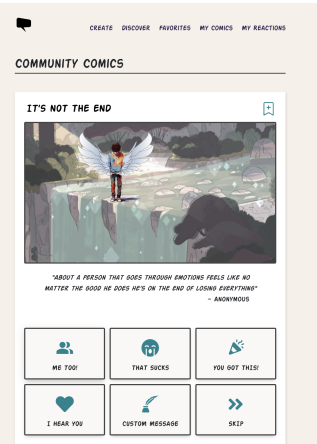 CREATE DISCOVER FAVORITES MY COMICS MY REACTIONS
COMMUNITY COMICS
IT'S NOT THE END
"ABOUT A PERSON THAT GOES THROUGH EMOTIONS FEELS LIKE NO
MATTER THE GOOD HE DOES HE'S ON THE END OF LOSING EVERYTHING"
- ANONYMOUS
ME TOO! THAT SUCKS YOU GOT THIS!
I HEAR YOU CUSTOM MESSAGE SKIP